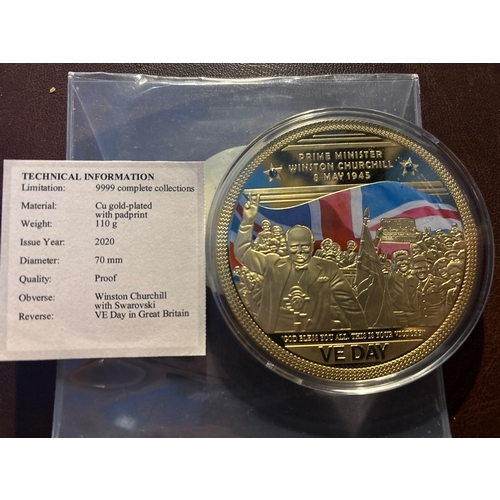 TECHNICAL INFORMATION
Limitation: 9999 complete collections
Material: Cu gold-plated
with padprint
Weight: 110 g
Issue Year: 2020
Diameter: 70 mm
Quality: Proof
Obverse: Winston Churchill
with Swarovski
Reverse: VE Day in Great Britain
PRIME MINISTER
WINSTON CHURCHILL
8 MAY 1945
"GOD BLESS YOU ALL. THIS IS YOUR VICTORY"
VE DAY